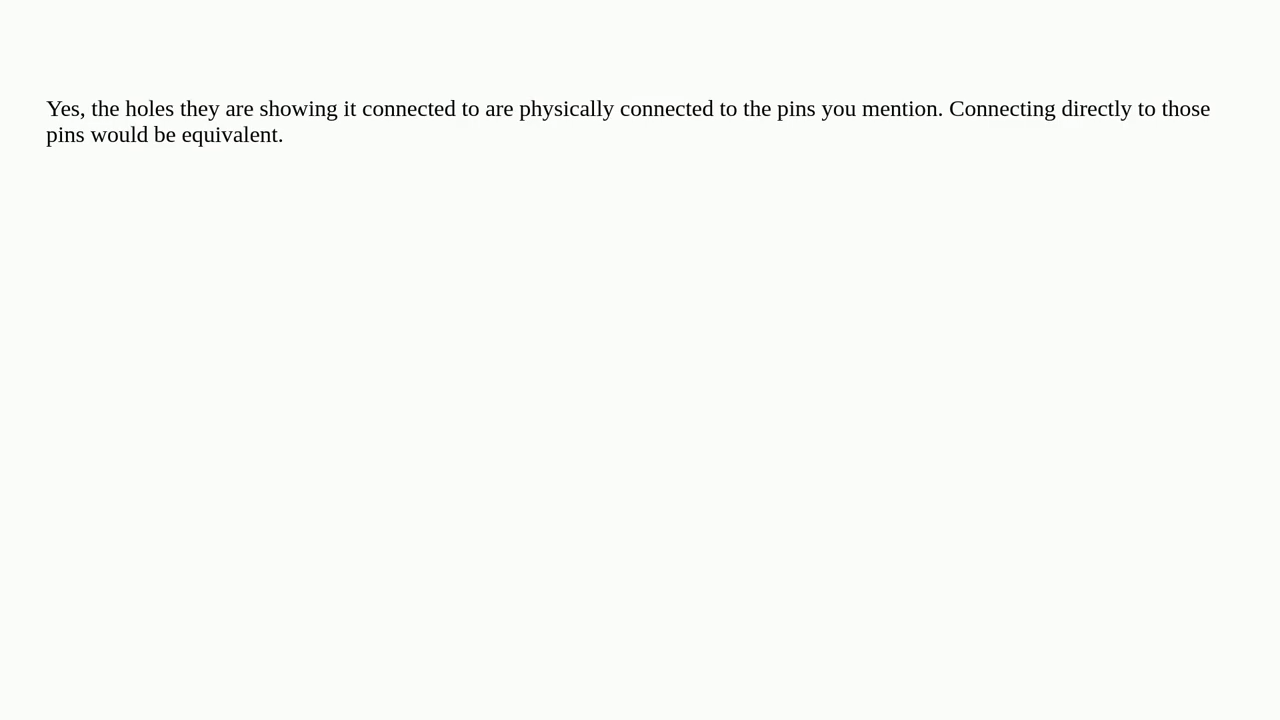 Yes, the holes they are showing it connected to are physically connected to the pins you mention. Connecting directly to those
pins would be equivalent.